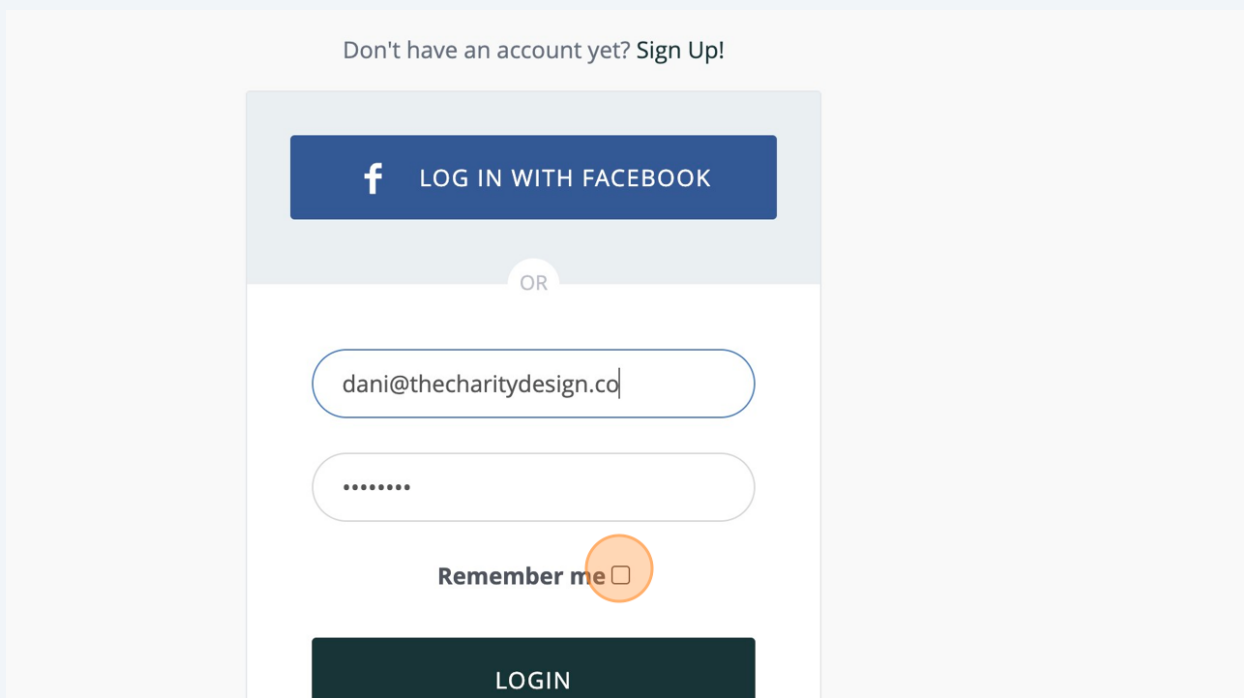 Don't have an account yet? Sign Up!
f LOG IN WITH FACEBOOK
OR
dani@thecharitydesign.co
••••••••
Remember me
LOGIN